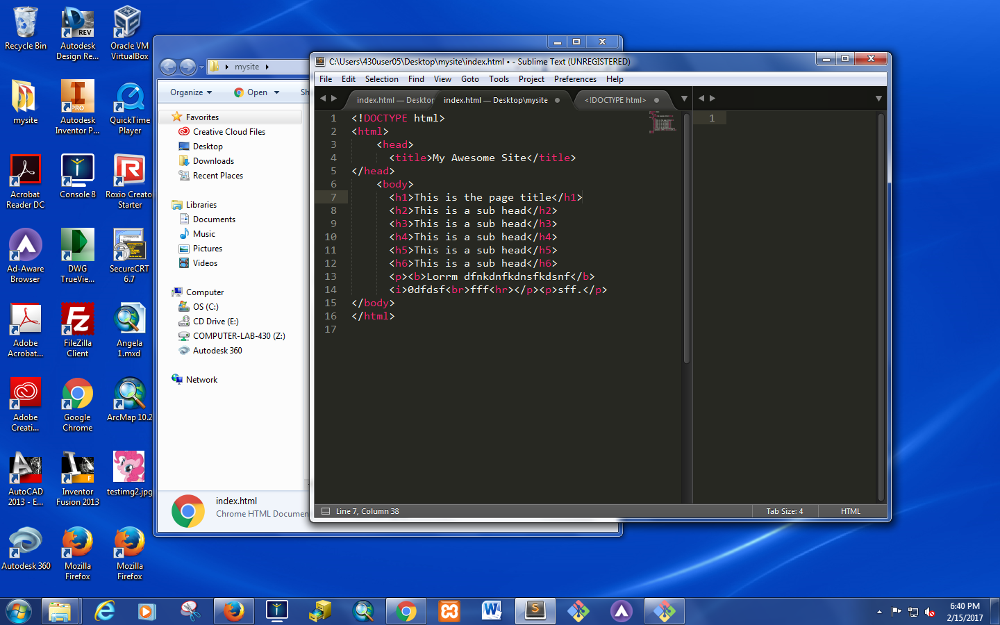 Recycle Bin
Autodesk
Design Re...
REV
Oracle VM
VirtualBox
mysite
Autodesk
Inventor P...
PRO
QuickTime
Player
Acrobat
Reader DC
Console 8
Roxio Creator
Starter
Ad-Aware
Browser
DWG
TrueVie...
SecureCRT
6.7
Adobe
Acrobat...
FileZilla
Client
Angela
1.mxd
Adobe
Creati...
Google
Chrome
ArcMap 10.2
AutoCAD
2013 - E...
Inventor
Fusion 2013
testimg2.jpg
Autodesk 360
Mozilla
Firefox
Mozilla
Firefox
mysite
Organize
Open
Sh
Favorites
Creative Cloud Files
Desktop
Downloads
Recent Places
Libraries
Documents
Music
Pictures
Videos
Computer
OS (C:)
CD Drive (E:)
COMPUTER-LAB-430 (Z:)
Autodesk 360
Network
index.html
Chrome HTML Documen
C:\Users\430user05\Desktop\mysite\index.html • - Sublime Text (UNREGISTERED)
File Edit Selection Find View Goto Tools Project Preferences Help
index.html — Desktop index.html — Desktop\mysite <!DOCTYPE html>
1 <!DOCTYPE html>
2 <html>
3 <head>
4 <title>My Awesome Site</title>
5 </head>
6 <body>
7 <h1>This is the page title</h1>
8 <h2>This is a sub head</h2>
9 <h3>This is a sub head</h3>
10 <h4>This is a sub head</h4>
11 <h5>This is a sub head</h5>
12 <h6>This is a sub head</h6>
13 <p><b>Lorrm dfnkdnfkdnsfkdsnf</b>
14 <i>0dfdsf<br>fff<hr></p><p>sff.</p>
15 </body>
16 </html>
17
1
Line 7, Column 38
Tab Size: 4
HTML
6:40 PM
2/15/2017